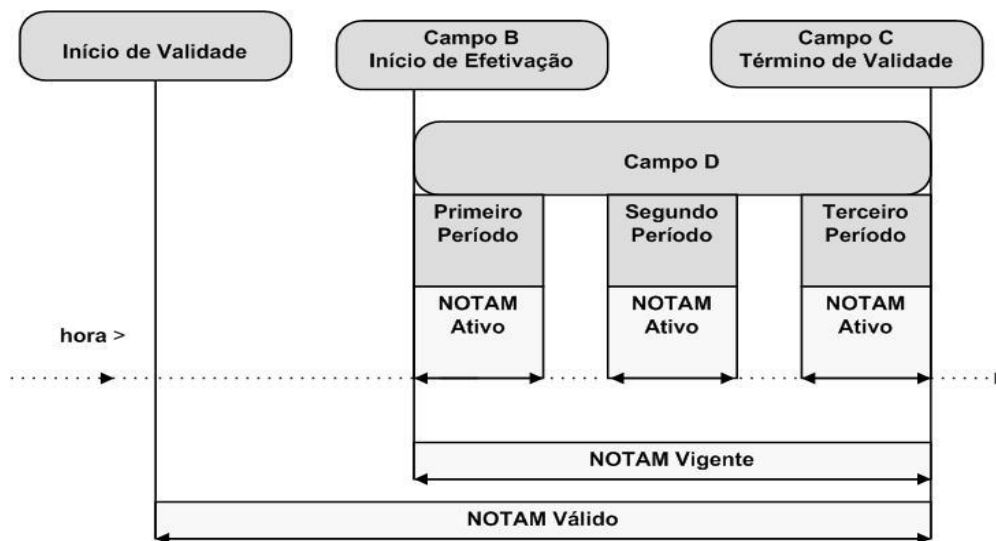 Início de Validade
Campo B
Início de Efetivação
Campo C
Término de Validade
Campo D
Primeiro
Período
Segundo
Período
Terceiro
Período
NOTAM
Ativo
NOTAM
Ativo
NOTAM
Ativo
hora >
NOTAM Vigente
NOTAM Válido